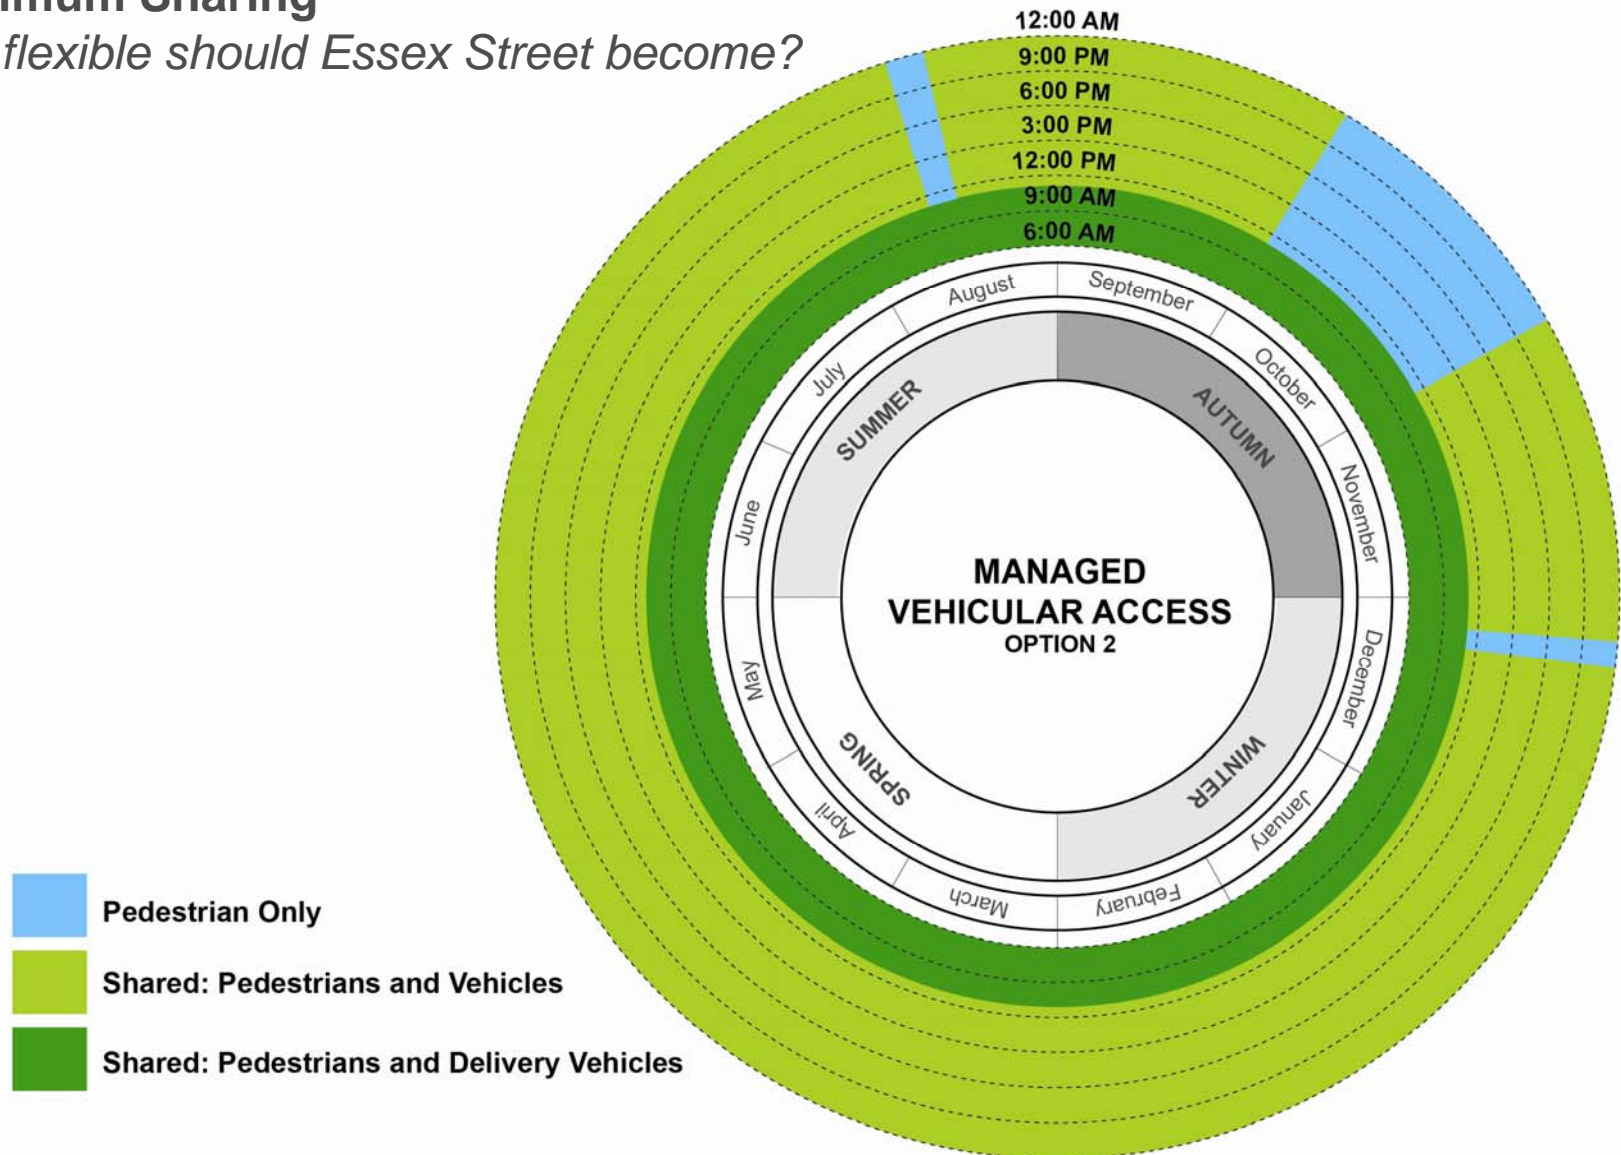 Sharing
flexible should Essex Street become?
12:00 AM
9:00 PM
6:00 PM
3:00 PM
12:00 PM
9:00 AM
6:00 AM
August
September
July
October
SUMMER
AUTUMN
June
November
MANAGED
VEHICULAR ACCESS
OPTION 2
May
December
SPRING
WINTER
April
January
March
February
Pedestrian Only
Shared: Pedestrians and Vehicles
Shared: Pedestrians and Delivery Vehicles